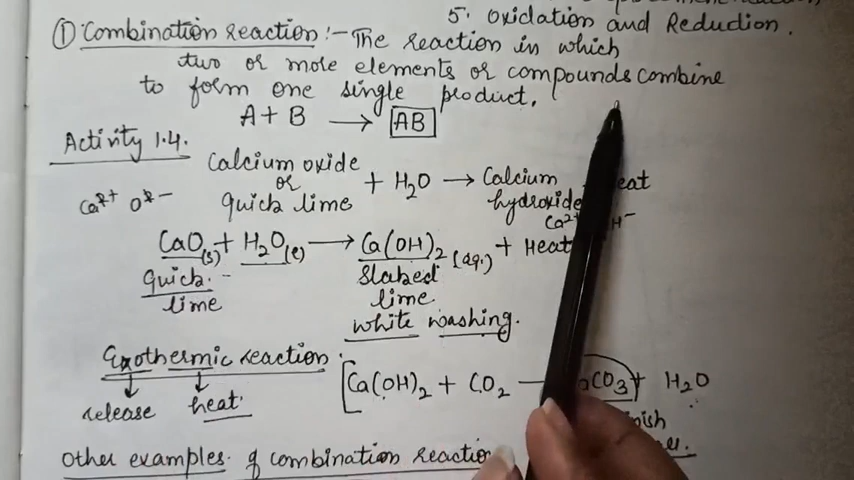 5. Oxidation and Reduction.
① Combination reaction :- The reaction in which
two or more elements or compounds combine
to form one single product.
A + B → AB
Activity 1.4.
Calcium oxide or quick lime + H₂O → Calcium hydroxide
Ca²⁺ O²⁻
Ca²⁺
CaO(s) + H₂O(l) → Ca(OH)₂ (aq.) + Heat
Quick lime
Slaked lime
white washing.
Exothermic reaction :
release heat.
[Ca(OH)₂ + CO₂ CO₃ + H₂O
Other examples of combination reaction